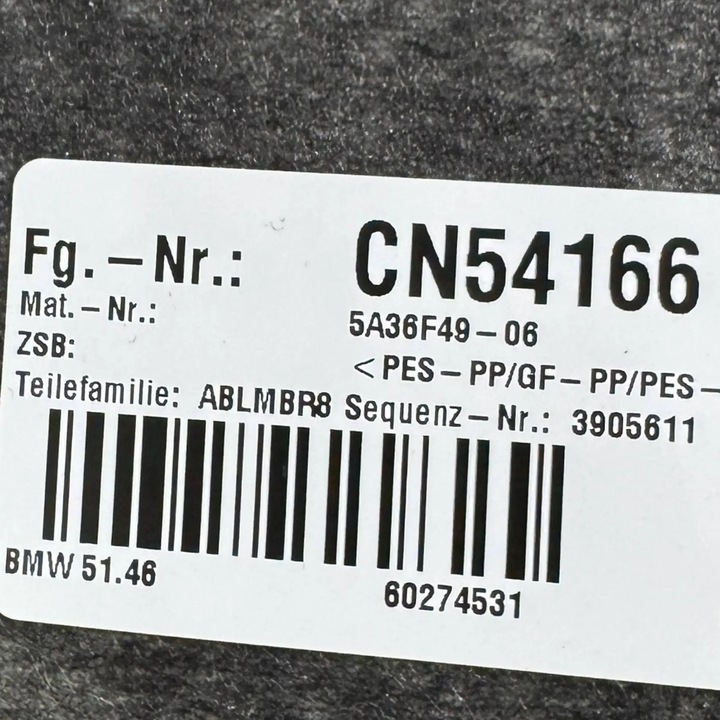 Fg.–Nr.: CN54166
Mat.–Nr.: 5A36F49–06
ZSB: <PES–PP/GF–PP/PES–
Teilefamilie: ABLMBR8 Sequenz–Nr.: 3905611
BMW 51.46 60274531